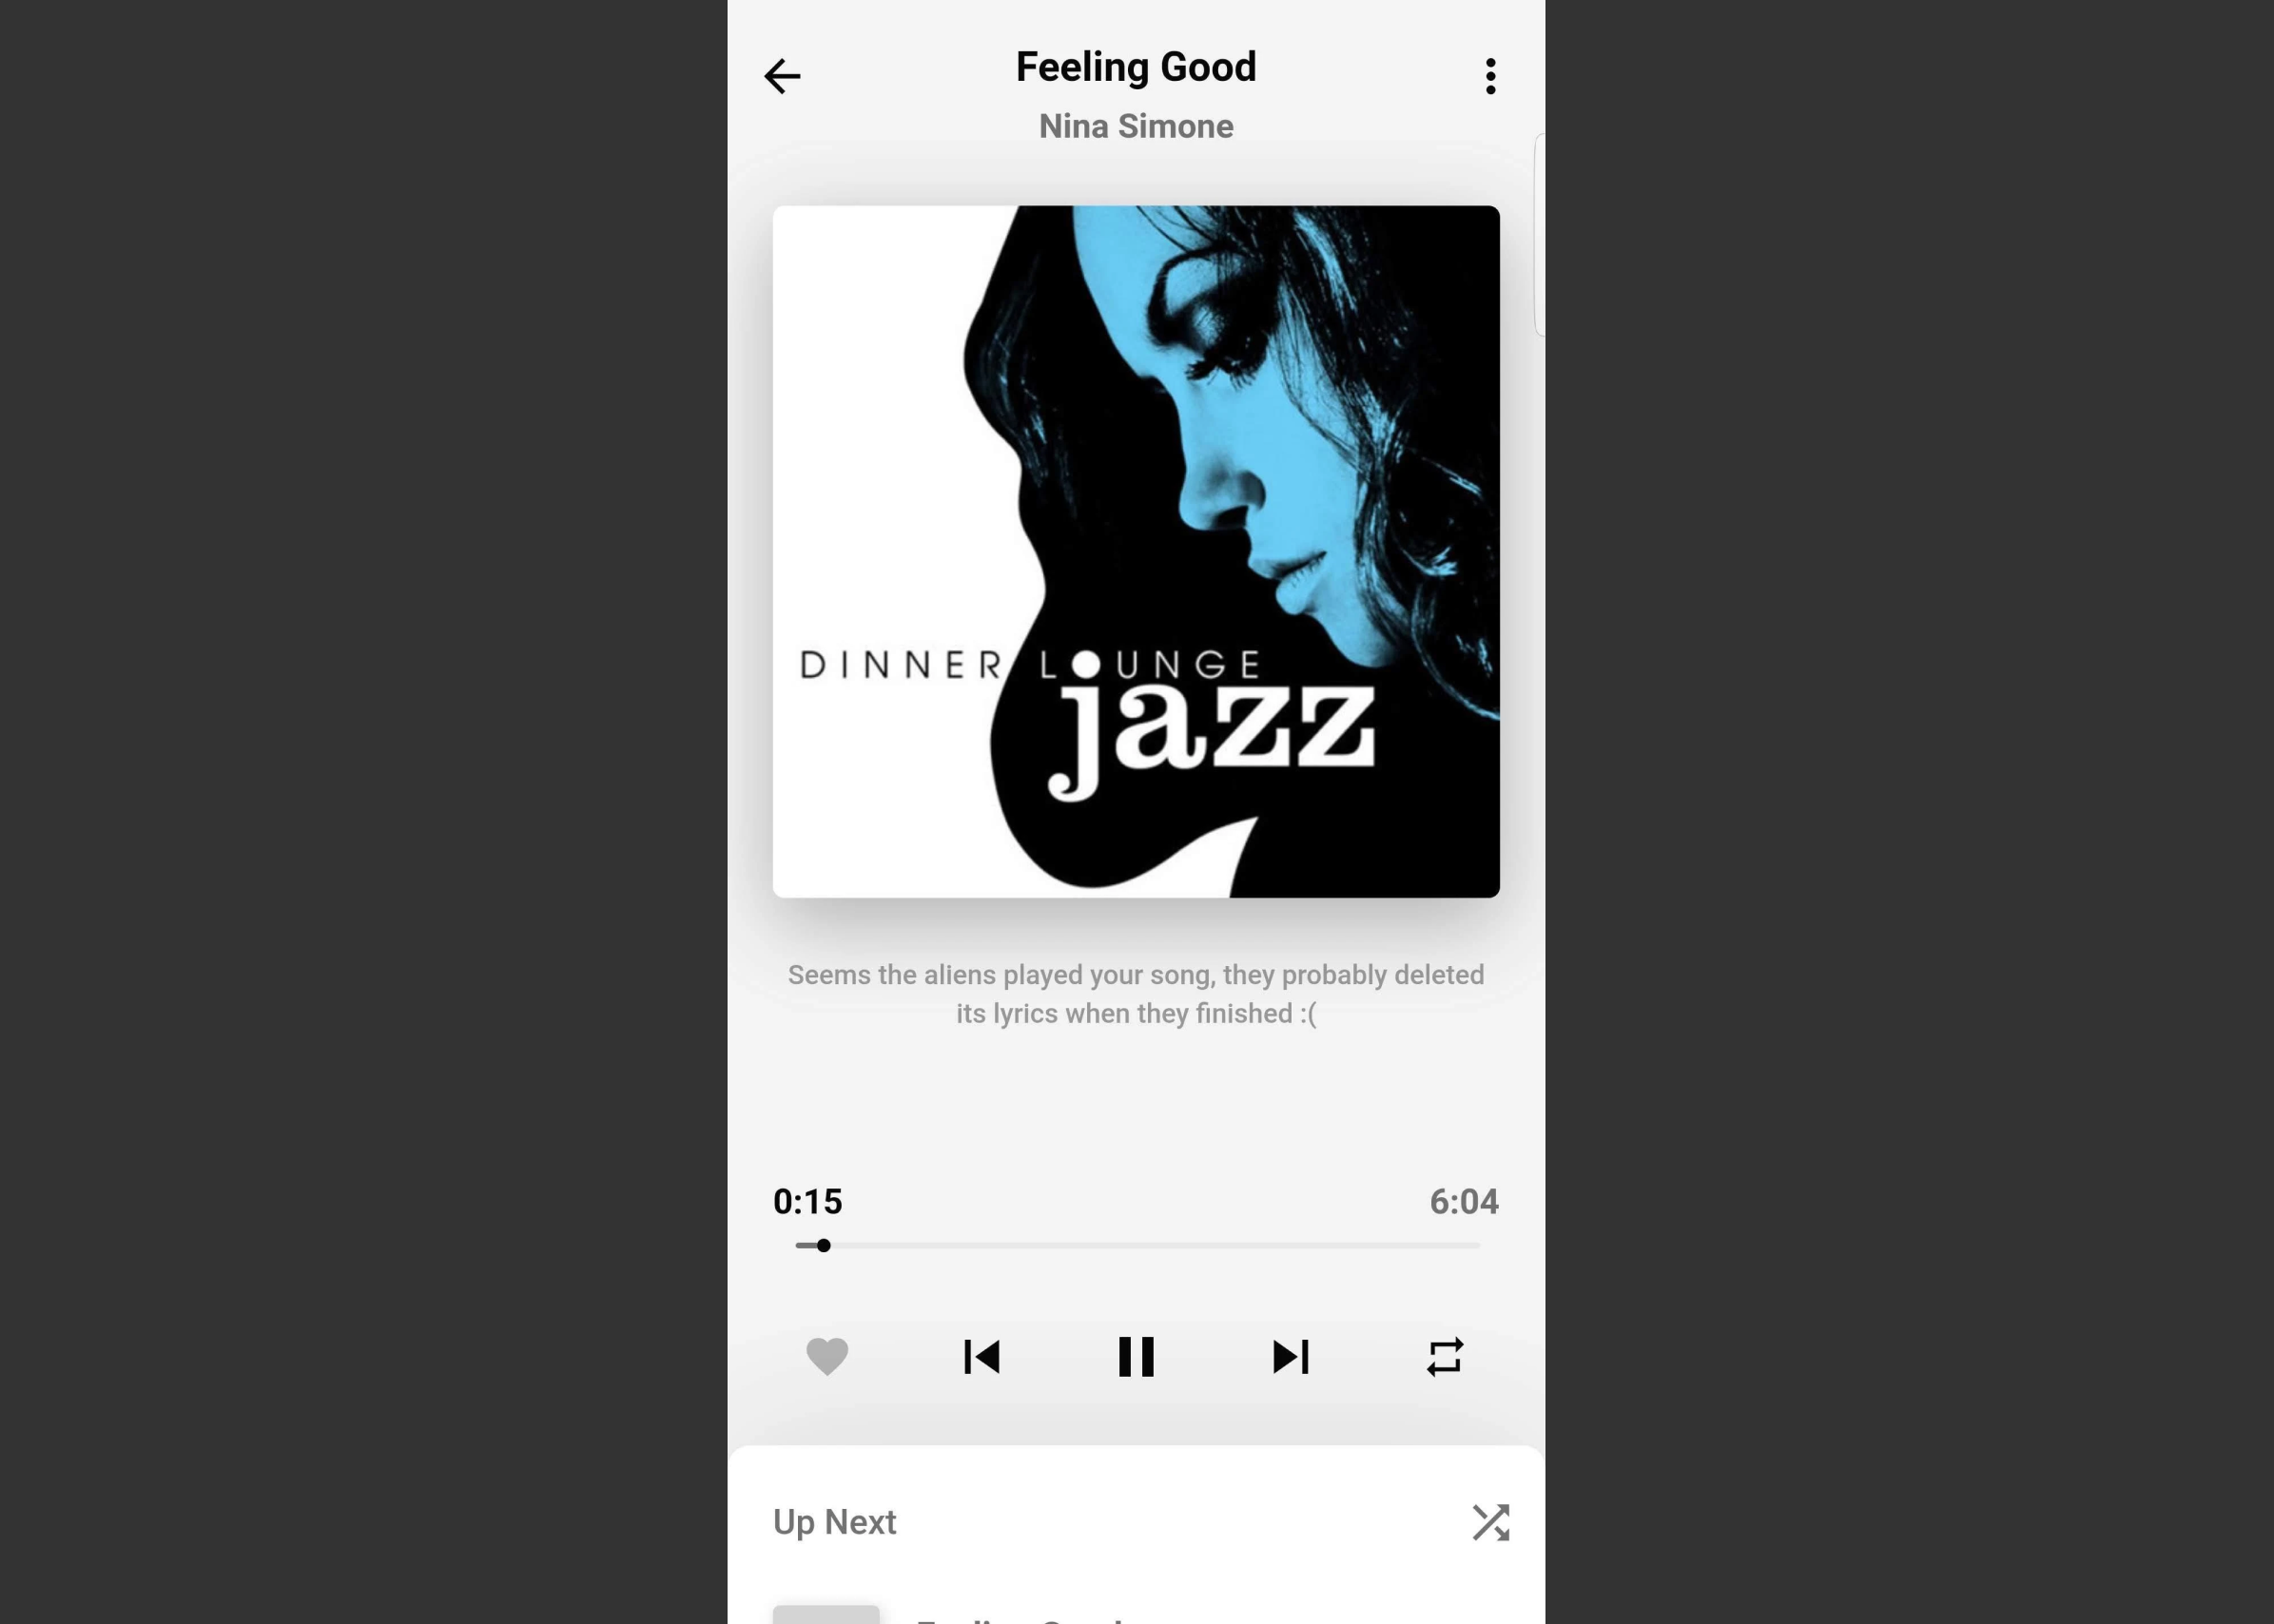 Feeling Good
Nina Simone
DINNER LOUNGE
jazz
Seems the aliens played your song, they probably deleted
its lyrics when they finished :(
0:15 6:04
Up Next